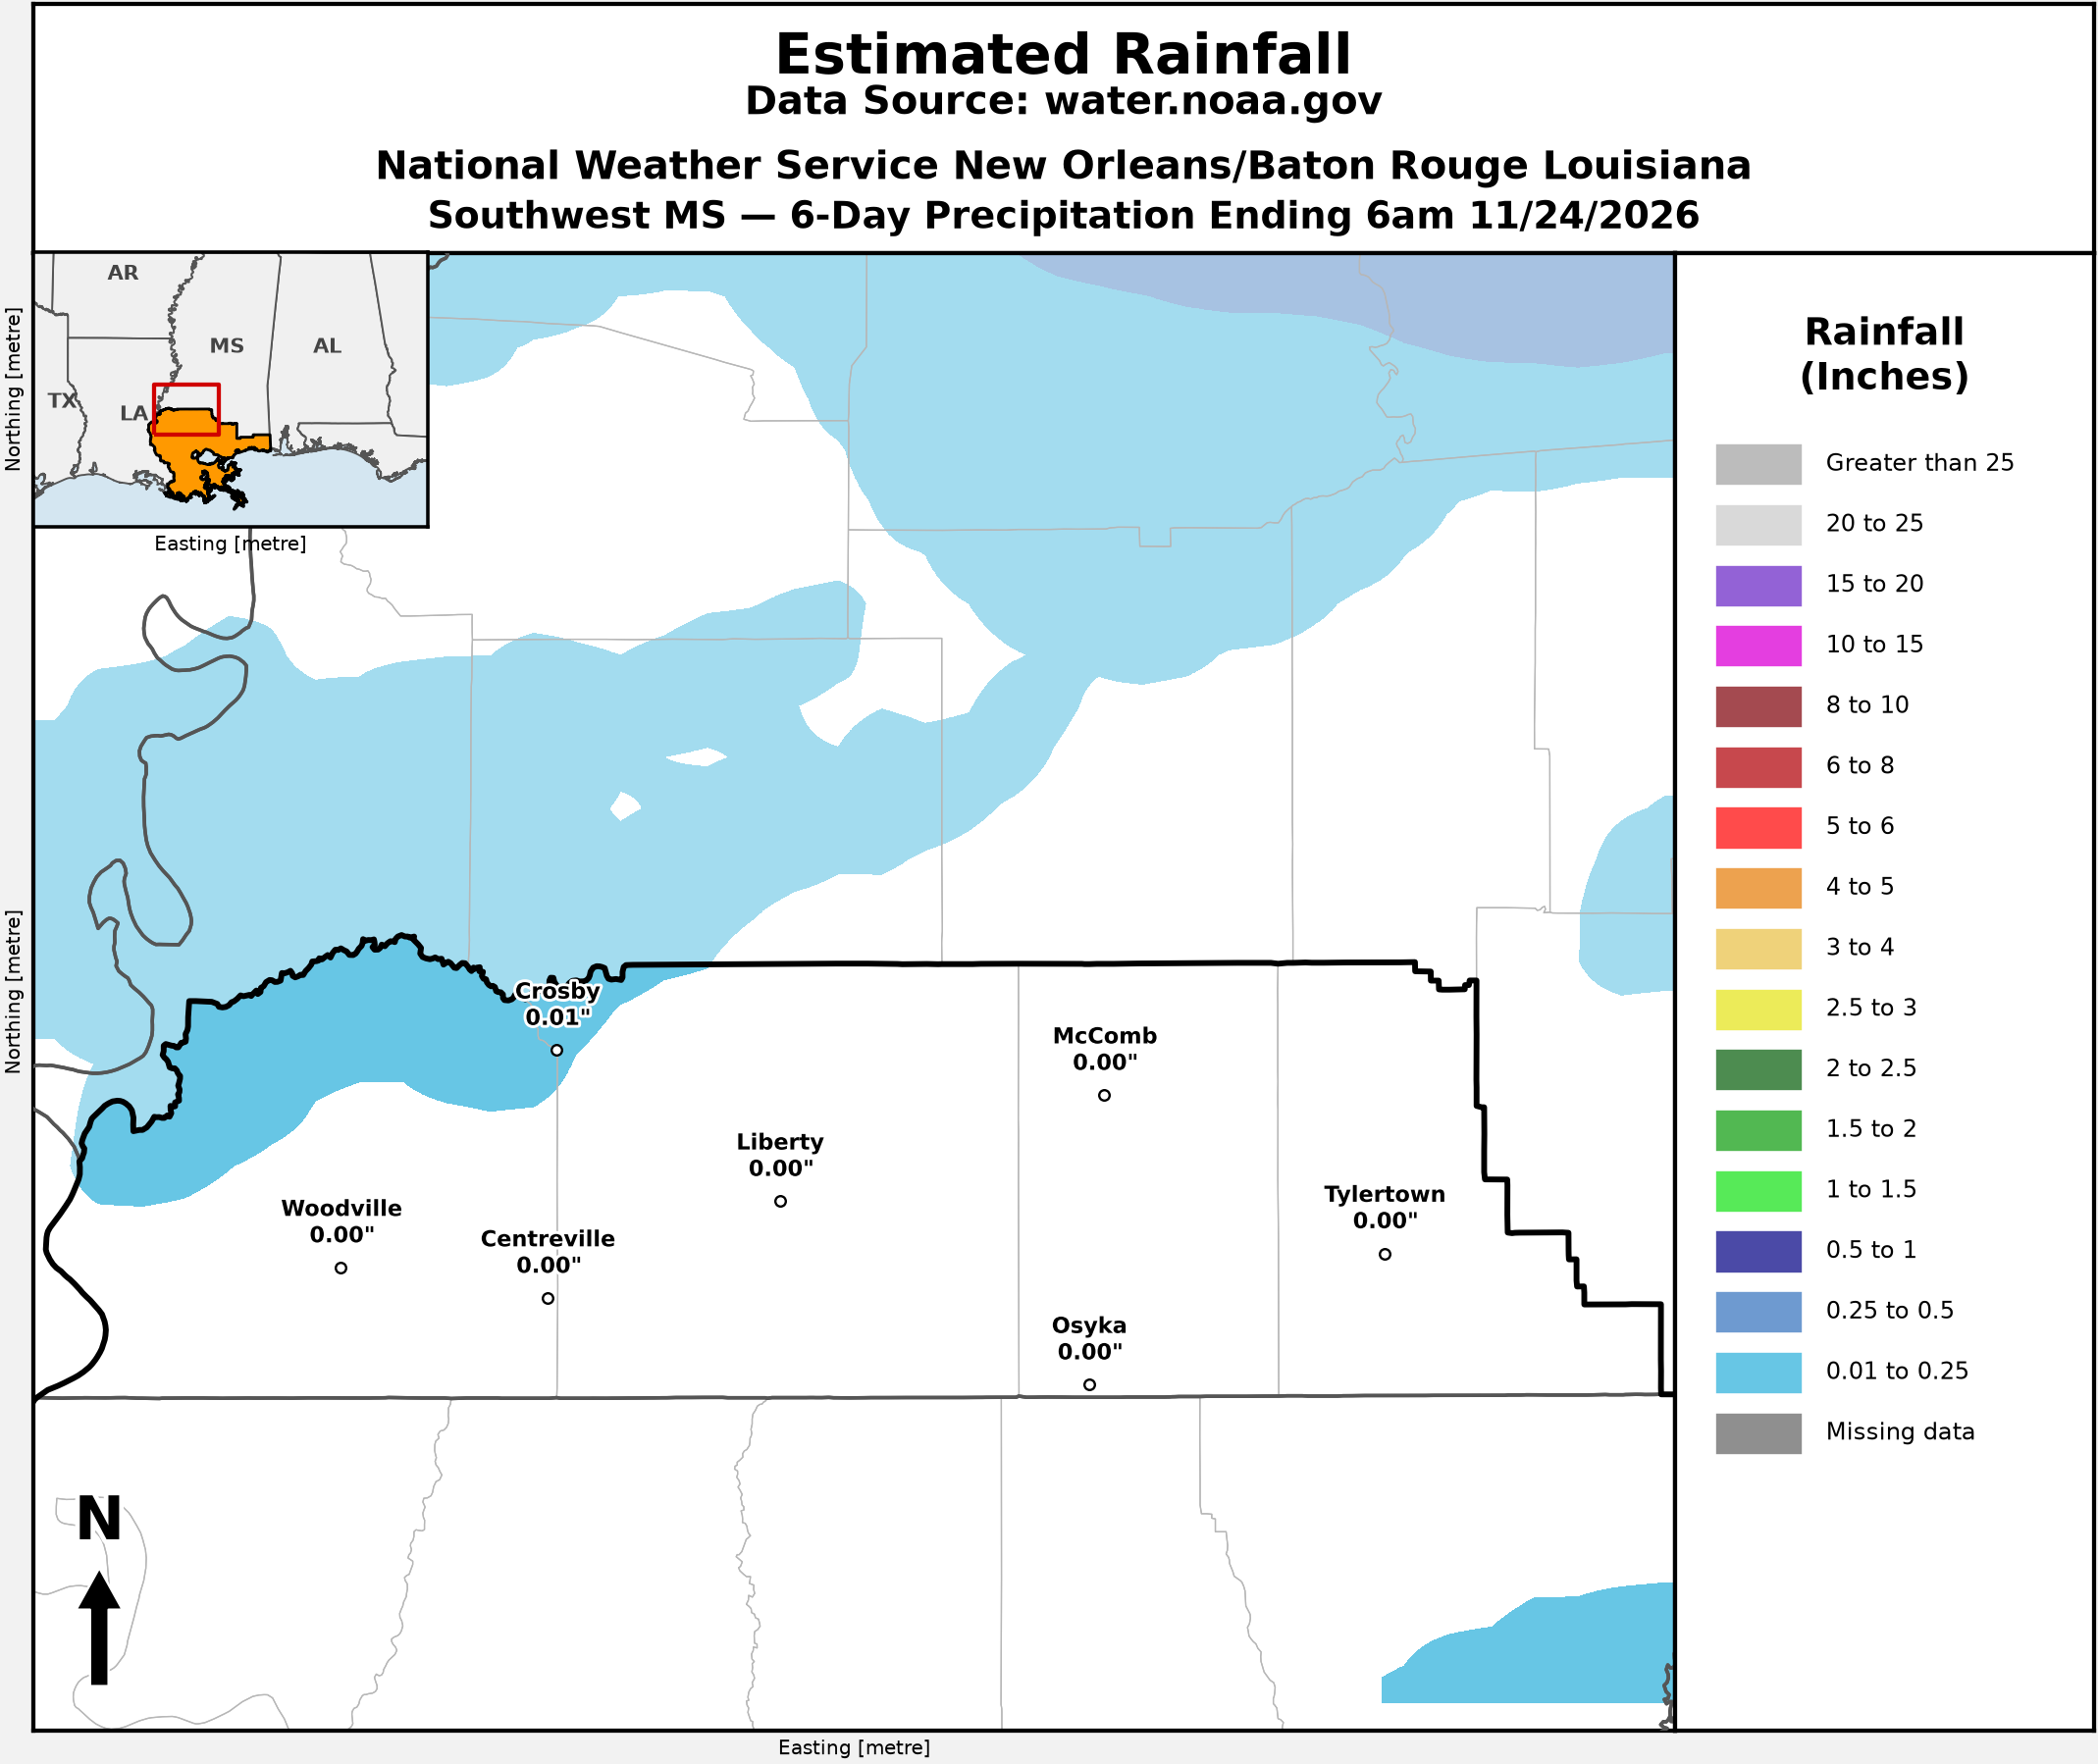 Estimated Rainfall
Data Source: water.noaa.gov
National Weather Service New Orleans/Baton Rouge Louisiana
Southwest MS — 6-Day Precipitation Ending 6am 11/24/2026
AR
MS
AL
TX
LA
Northing [metre]
Easting [metre]
Northing [metre]
Crosby
0.01"
McComb
0.00"
Liberty
0.00"
Woodville
0.00"
Centreville
0.00"
Tylertown
0.00"
Osyka
0.00"
N
Easting [metre]
Rainfall
(Inches)
Greater than 25
20 to 25
15 to 20
10 to 15
8 to 10
6 to 8
5 to 6
4 to 5
3 to 4
2.5 to 3
2 to 2.5
1.5 to 2
1 to 1.5
0.5 to 1
0.25 to 0.5
0.01 to 0.25
Missing data